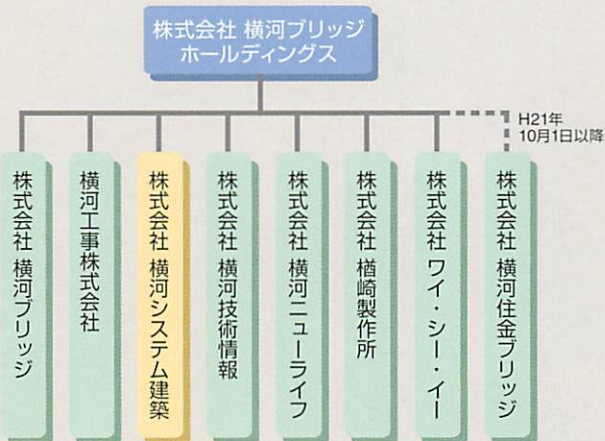 株式会社 横河ブリッジ
ホールディングス
H21年
10月1日以降
株式会社 横河ブリッジ
横河工事株式会社
株式会社 横河システム建築
株式会社 横河技術情報
株式会社 横河ニューライフ
株式会社 楢崎製作所
株式会社 ワイ・シー・イー
株式会社 横河住金ブリッジ